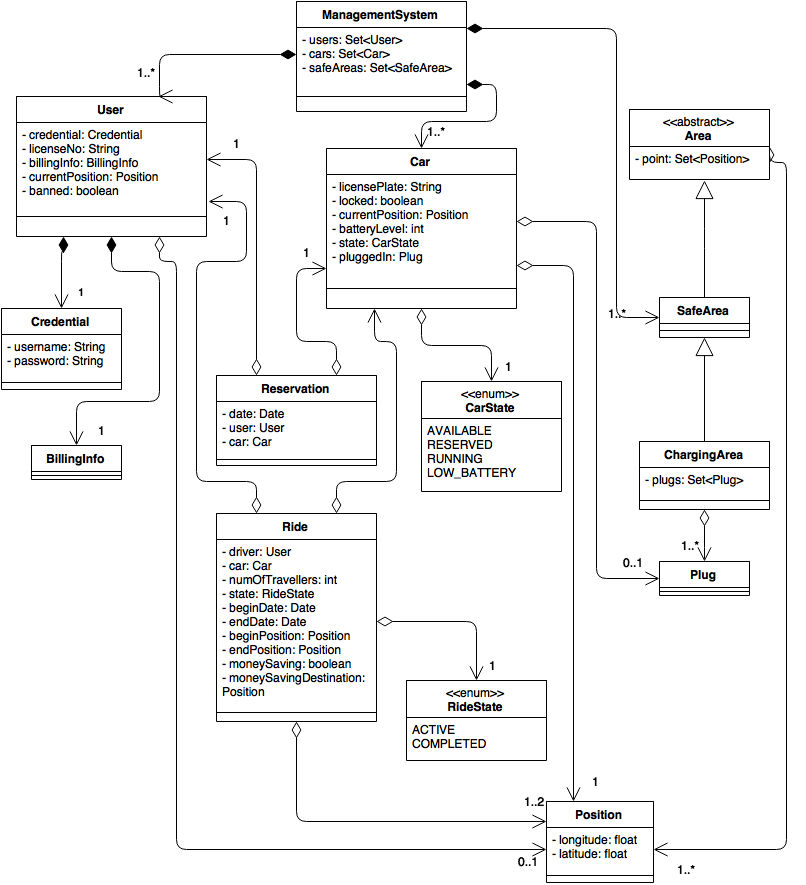 ManagementSystem
- users: Set<User>
- cars: Set<Car>
- safeAreas: Set<SafeArea>
1..*
User
- credential: Credential
- licenseNo: String
- billingInfo: BillingInfo
- currentPosition: Position
- banned: boolean
1
1
1..*
Car
- licensePlate: String
- locked: boolean
- currentPosition: Position
- batteryLevel: int
- state: CarState
- pluggedIn: Plug
1
<<abstract>>
Area
- point: Set<Position>
1..*
SafeArea
1
Credential
- username: String
- password: String
1
BillingInfo
Reservation
- date: Date
- user: User
- car: Car
1
<<enum>>
CarState
AVAILABLE
RESERVED
RUNNING
LOW_BATTERY
ChargingArea
- plugs: Set<Plug>
1..*
0..1
Plug
Ride
- driver: User
- car: Car
- numOfTravellers: int
- state: RideState
- beginDate: Date
- endDate: Date
- beginPosition: Position
- endPosition: Position
- moneySaving: boolean
- moneySavingDestination:
Position
1
<<enum>>
RideState
ACTIVE
COMPLETED
1
1..2
Position
- longitude: float
- latitude: float
0..1
1..*